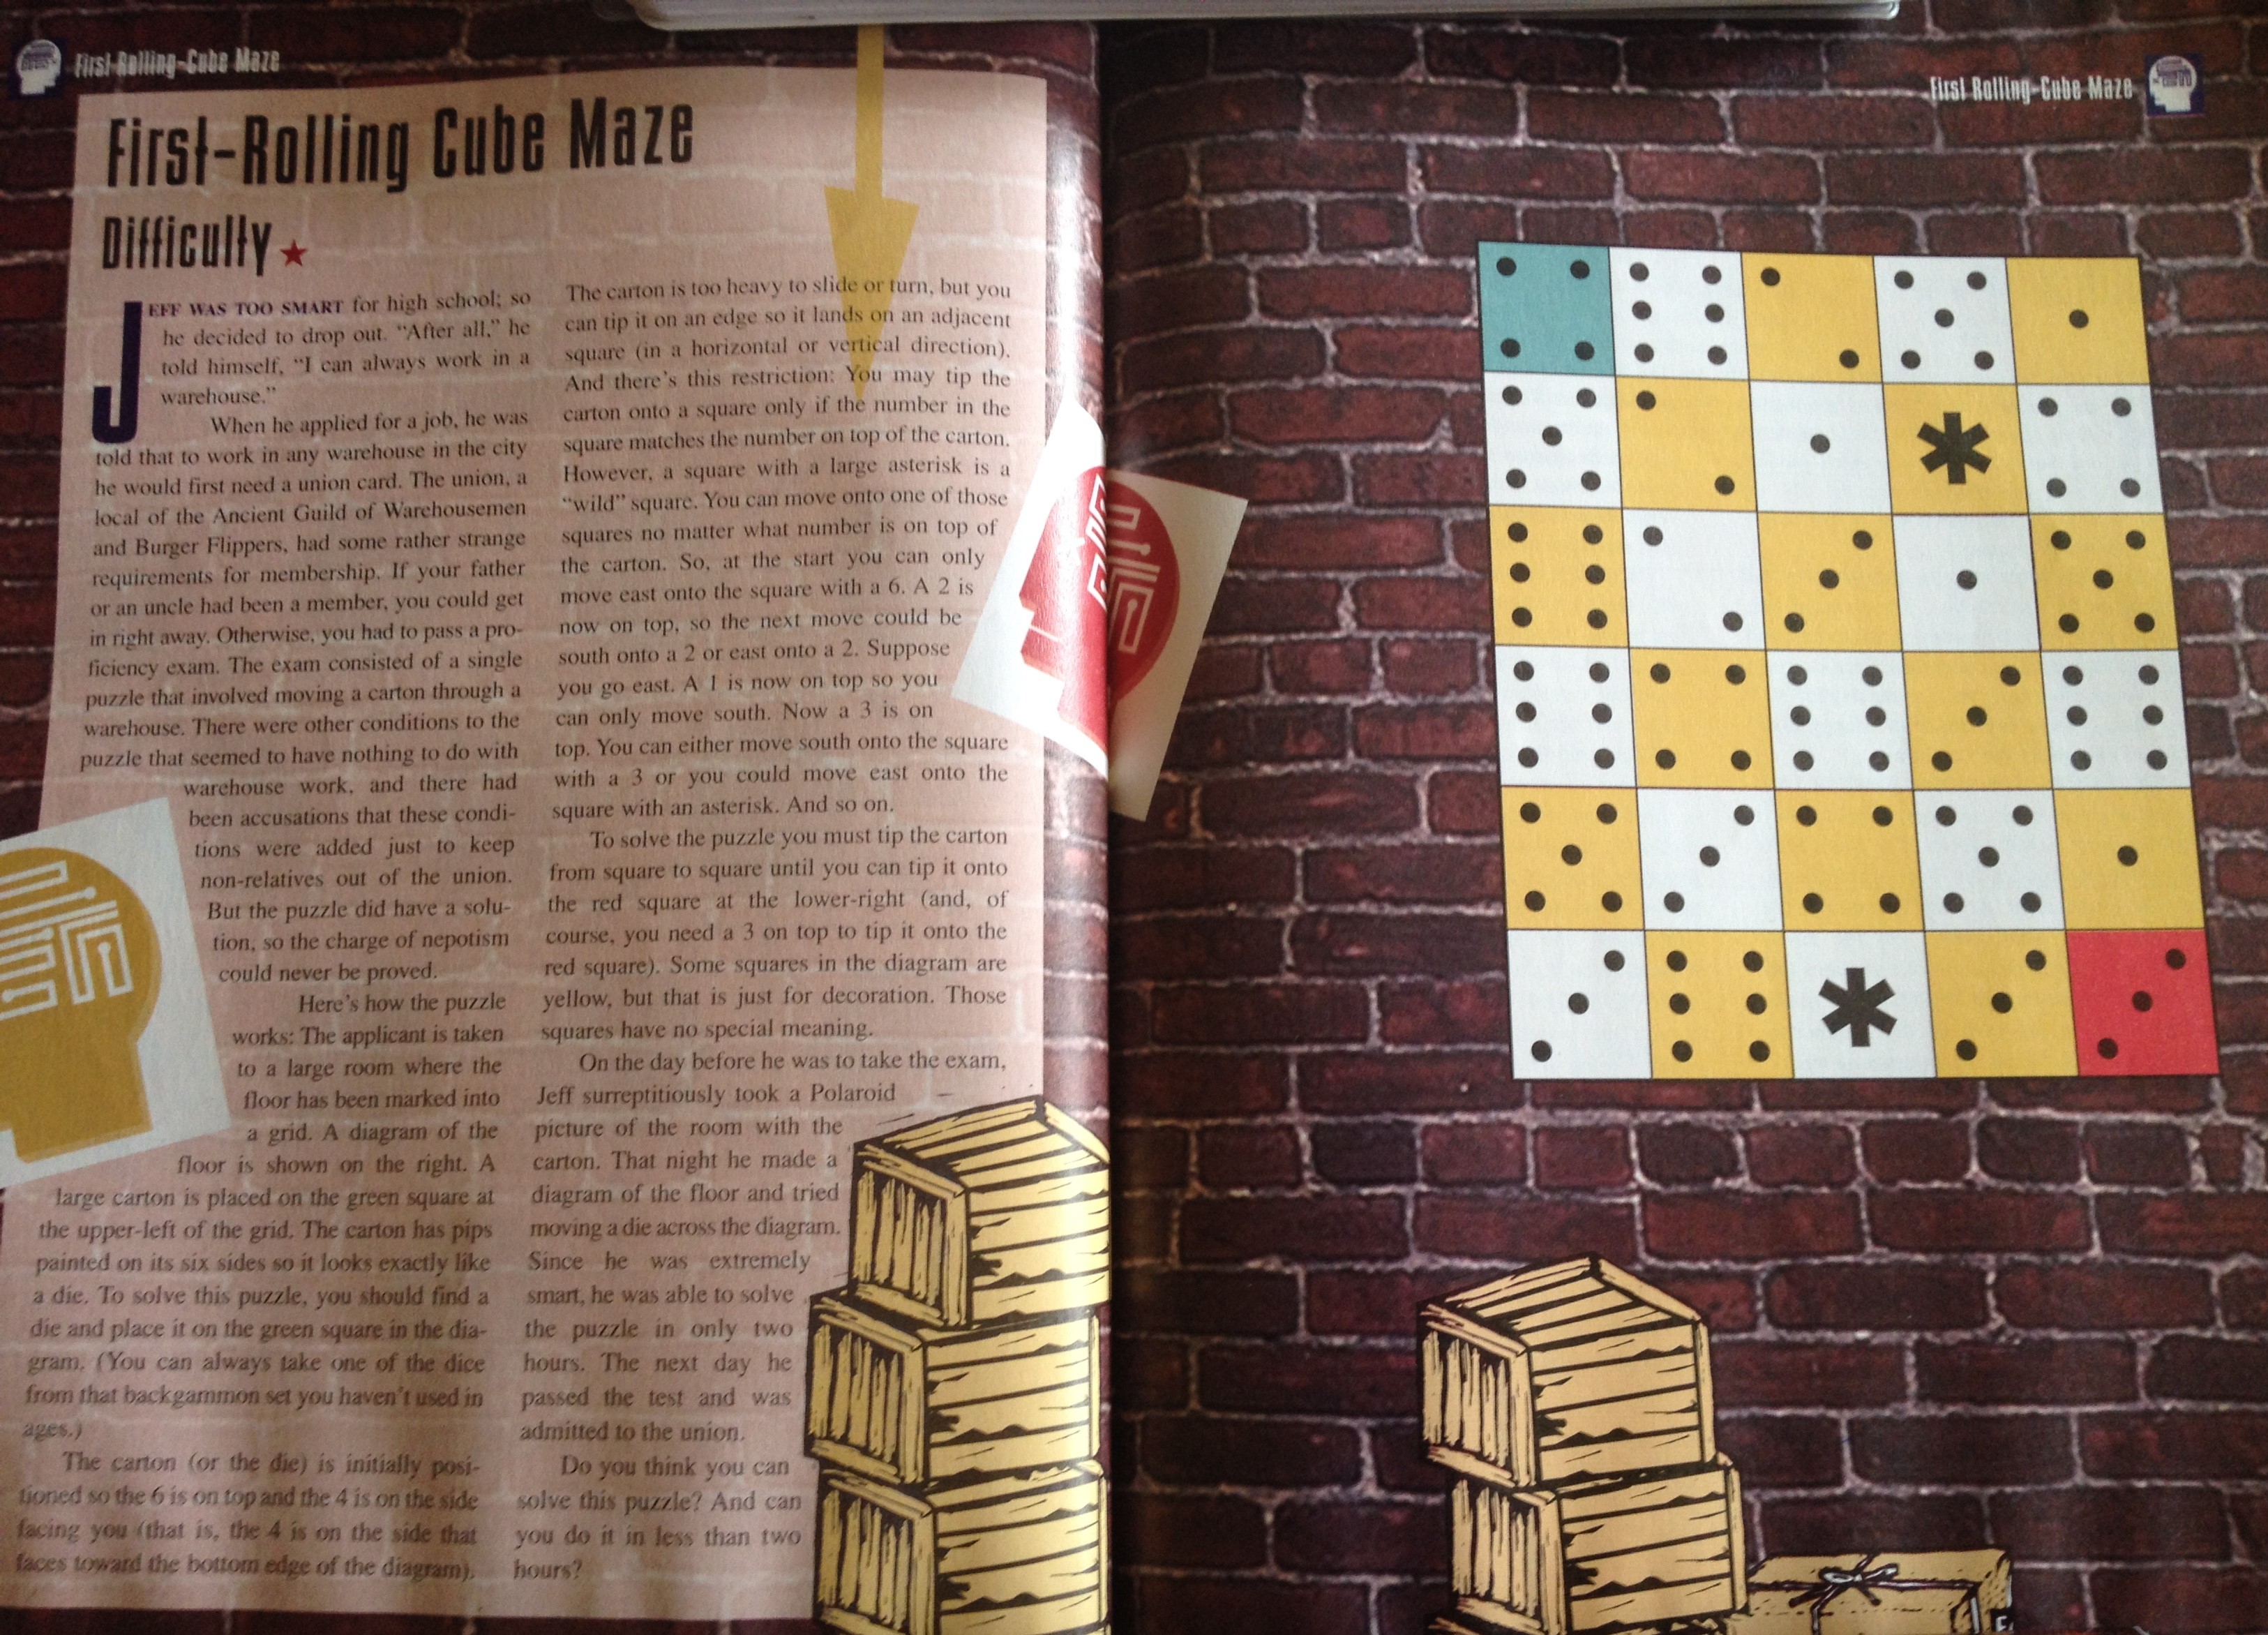 First Rolling-Cube Maze
First-Rolling Cube Maze
Difficulty
JEFF WAS TOO SMART for high school; so
he decided to drop out. “After all,” he
told himself, “I can always work in a
warehouse.”
When he applied for a job, he was
told that to work in any warehouse in the city
he would first need a union card. The union, a
local of the Ancient Guild of Warehousemen
and Burger Flippers, had some rather strange
requirements for membership. If your father
or an uncle had been a member, you could get
in right away. Otherwise, you had to pass a pro-
ficiency exam. The exam consisted of a single
puzzle that involved moving a carton through a
warehouse. There were other conditions to the
puzzle that seemed to have nothing to do with
warehouse work, and there had
been accusations that these condi-
tions were added just to keep
non-relatives out of the union.
But the puzzle did have a solu-
tion, so the charge of nepotism
could never be proved.
Here’s how the puzzle
works: The applicant is taken
to a large room where the
floor has been marked into
a grid. A diagram of the
floor is shown on the right. A
large carton is placed on the green square at
the upper-left of the grid. The carton has pips
painted on its six sides so it looks exactly like
a die. To solve this puzzle, you should find a
die and place it on the green square in the dia-
gram. (You can always take one of the dice
from that backgammon set you haven’t used in
ages.)
The carton (or the die) is initially posi-
tioned so the 6 is on top and the 4 is on the side
facing you (that is, the 4 is on the side that
faces toward the bottom edge of the diagram).
The carton is too heavy to slide or turn, but you
can tip it on an edge so it lands on an adjacent
square (in a horizontal or vertical direction).
And there’s this restriction: You may tip the
carton onto a square only if the number in the
square matches the number on top of the carton.
However, a square with a large asterisk is a
“wild” square. You can move onto one of those
squares no matter what number is on top of
the carton. So, at the start you can only
move east onto the square with a 6. A 2 is
now on top, so the next move could be
south onto a 2 or east onto a 2. Suppose
you go east. A 1 is now on top so you
can only move south. Now a 3 is on
top. You can either move south onto the square
with a 3 or you could move east onto the
square with an asterisk. And so on.
To solve the puzzle you must tip the carton
from square to square until you can tip it onto
the red square at the lower-right (and, of
course, you need a 3 on top to tip it onto the
red square). Some squares in the diagram are
yellow, but that is just for decoration. Those
squares have no special meaning.
On the day before he was to take the exam,
Jeff surreptitiously took a Polaroid
picture of the room with the
carton. That night he made a
diagram of the floor and tried
moving a die across the diagram.
Since he was extremely
smart, he was able to solve
the puzzle in only two
hours. The next day he
passed the test and was
admitted to the union.
Do you think you can
solve this puzzle? And can
you do it in less than two
hours?
First Rolling-Cube Maze